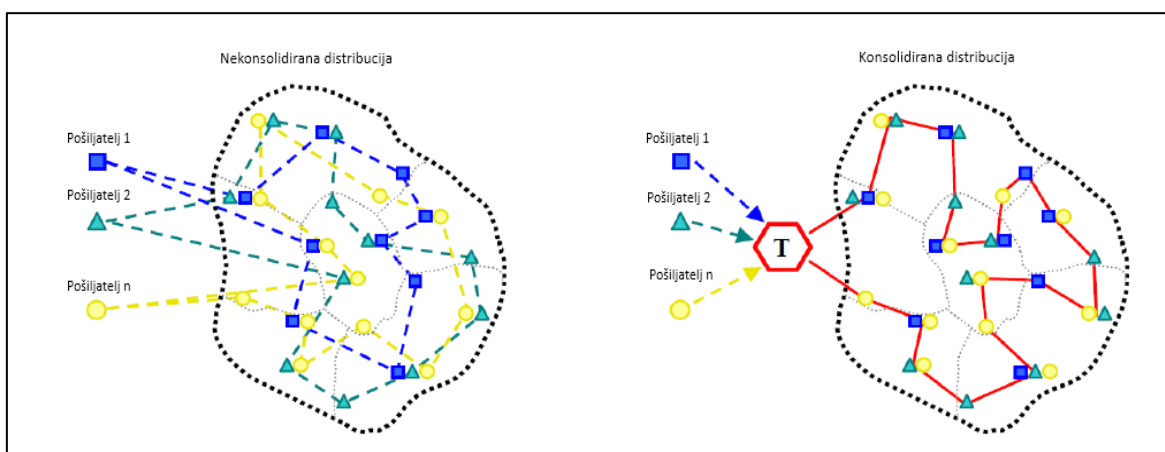 Nekonsolidirana distribucija
Pošiljatelj 1
Pošiljatelj 2
Pošiljatelj n
Konsolidirana distribucija
Pošiljatelj 1
Pošiljatelj 2
Pošiljatelj n
T